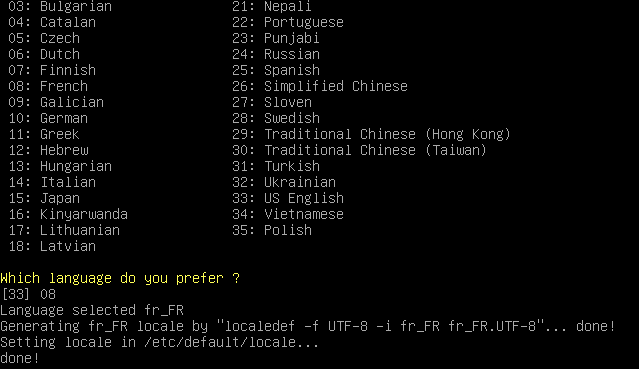 03: Bulgarian 21: Nepali
04: Catalan 22: Portuguese
05: Czech 23: Punjabi
06: Dutch 24: Russian
07: Finnish 25: Spanish
08: French 26: Simplified Chinese
09: Galician 27: Sloven
10: German 28: Swedish
11: Greek 29: Traditional Chinese (Hong Kong)
12: Hebrew 30: Traditional Chinese (Taiwan)
13: Hungarian 31: Turkish
14: Italian 32: Ukrainian
15: Japan 33: US English
16: Kinyarwanda 34: Vietnamese
17: Lithuanian 35: Polish
18: Latvian
Which language do you prefer ?
[33] 08
Language selected fr_FR
Generating fr_FR locale by "localedef -f UTF-8 -i fr_FR fr_FR.UTF-8"... done!
Setting locale in /etc/default/locale...
done!